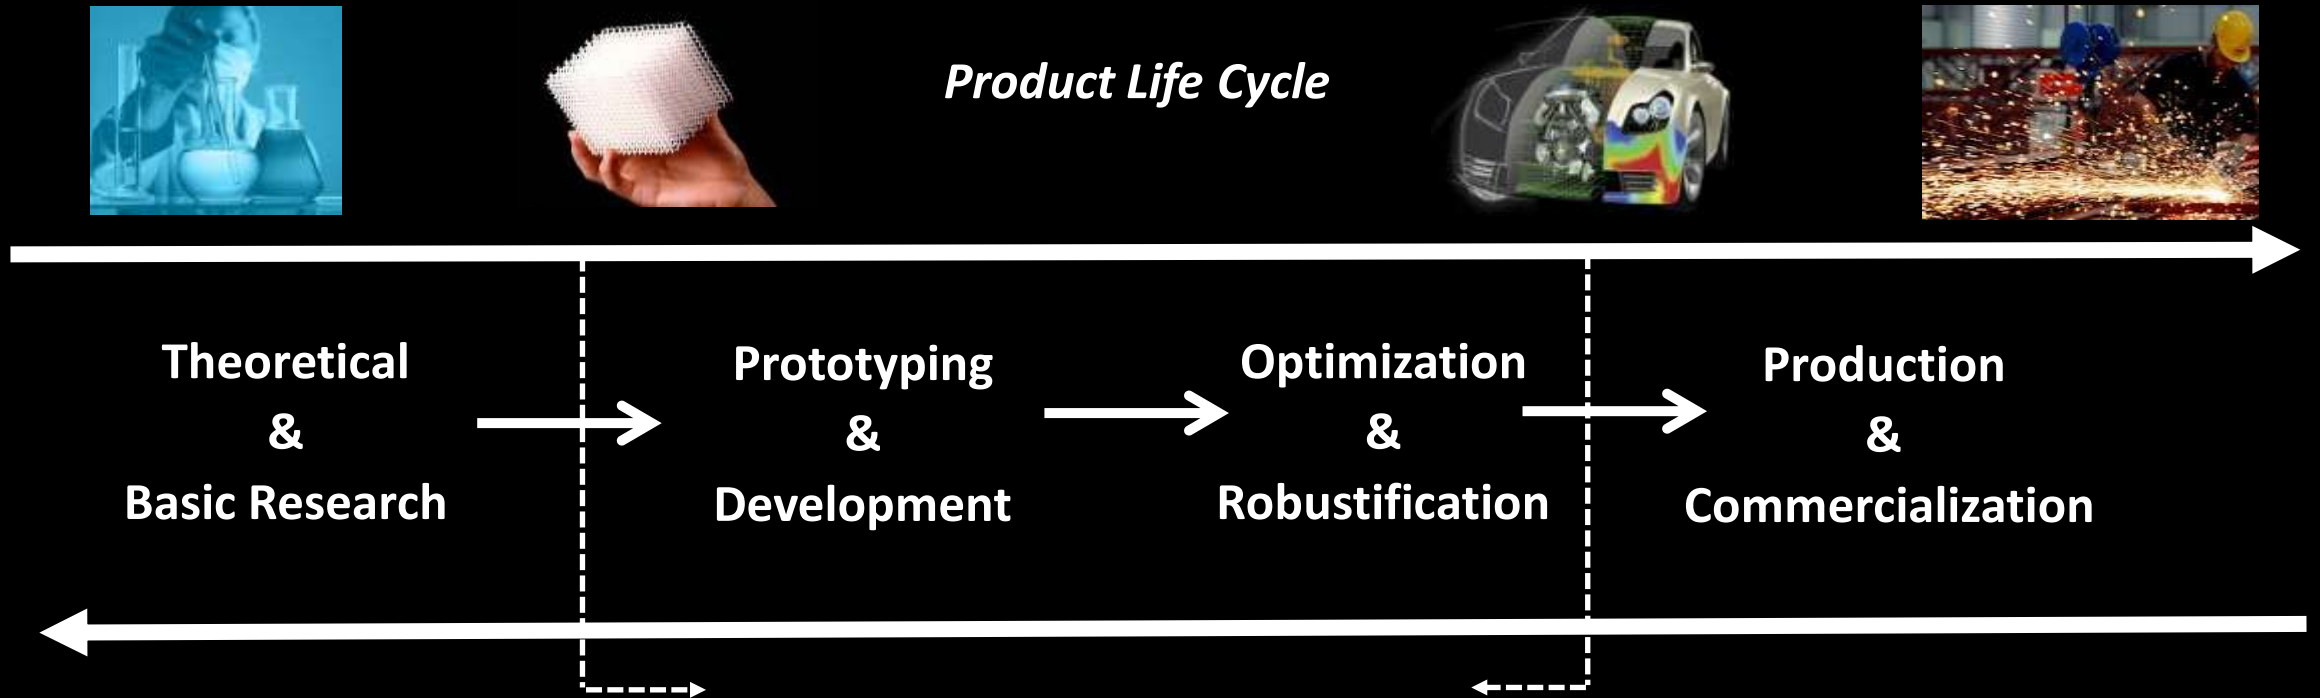 Product Life Cycle
Theoretical
&
Basic Research
Prototyping
&
Development
Optimization
&
Robustification
Production
&
Commercialization